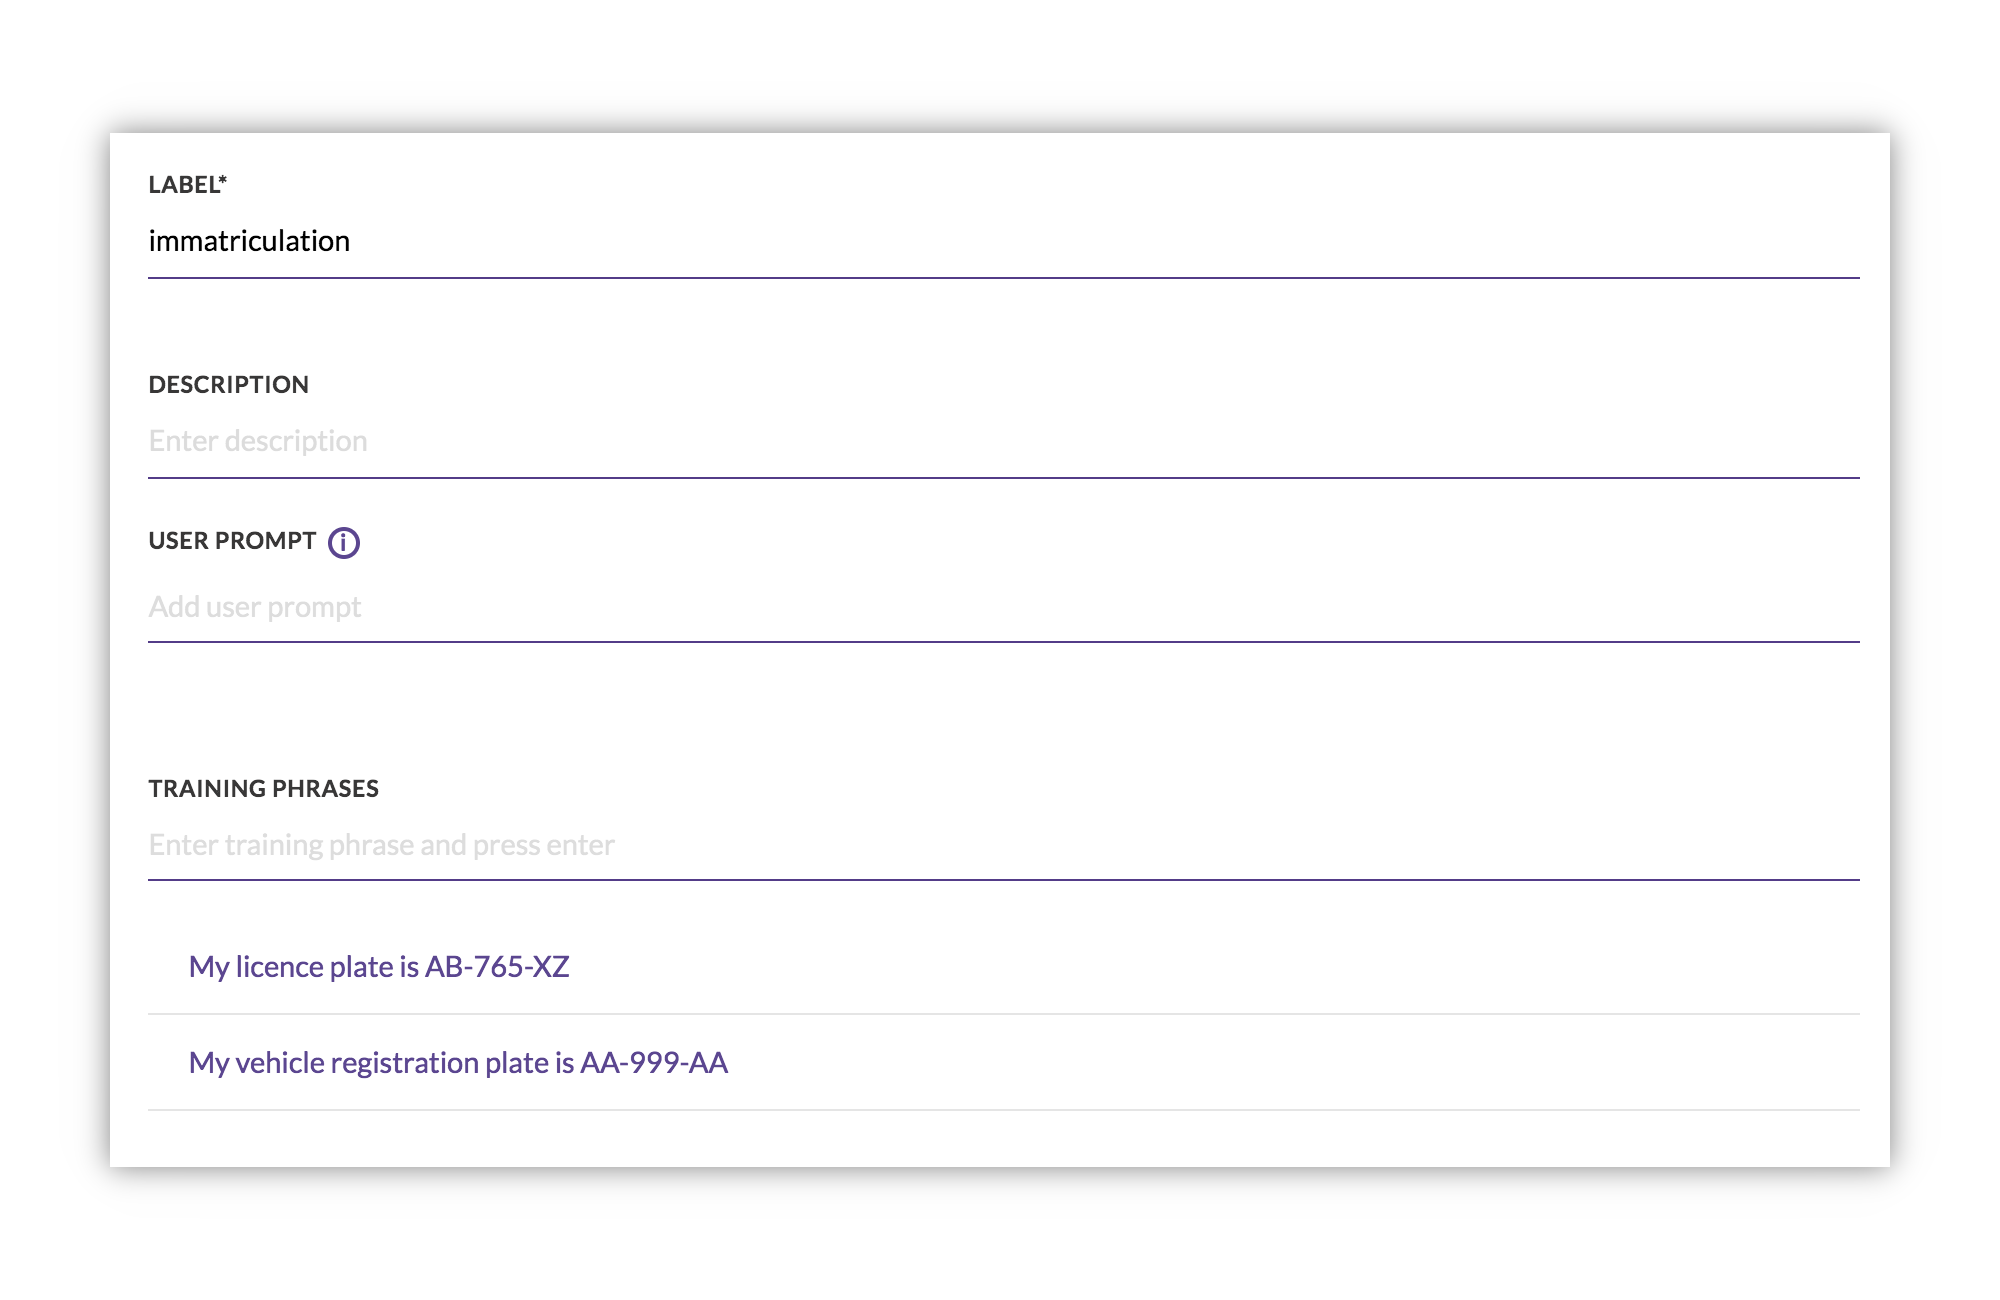 LABEL*
immatriculation
DESCRIPTION
Enter description
USER PROMPT
Add user prompt
TRAINING PHRASES
Enter training phrase and press enter
My licence plate is AB-765-XZ
My vehicle registration plate is AA-999-AA